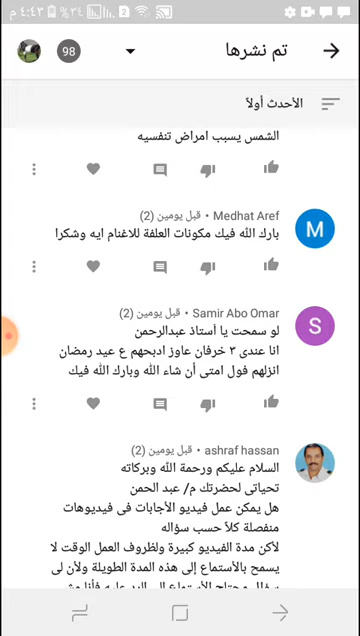 ٤:٤٣ م ٣٤٪ 2
تم نشرها 98
الأحدث أولاً
الشمس يسبب امراض تنفسيه
Medhat Aref • قبل يومين (2)
بارك الله فيك مكونات العلفة للاغنام ايه وشكرا
M
Samir Abo Omar • قبل يومين (2)
S
لو سمحت يا أستاذ عبدالرحمن
انا عندى ٣ خرفان عاوز ادبحهم ع عيد رمضان
انزلهم فول امتى أن شاء الله وبارك الله فيك
ashraf hassan • قبل يومين (2)
السلام عليكم ورحمة الله وبركاته
تحياتى لحضرتك م/ عبد الحمن
هل يمكن عمل فيديو الأجابات فى فيديوهات
منفصلة كلاً حسب سؤاله
لأكن مدة الفيديو كبيرة ولظروف العمل الوقت لا
يسمح بالأستماع إلى هذه المدة الطويلة ولأن لى